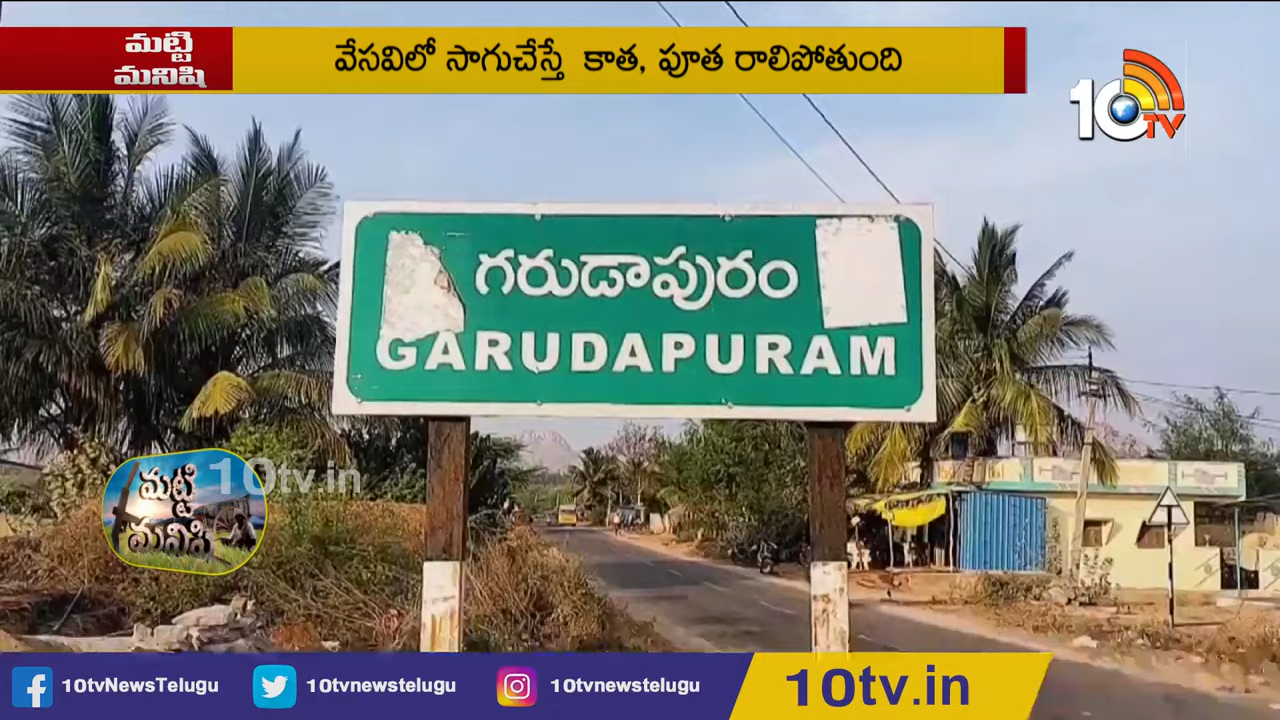 మట్టి
మనిషి
వేసవిలో సాగుచేస్తే కాత, పూత రాలిపోతుంది
10TV
గరుడాపురం
GARUDAPURAM
10tv.in
మట్టి
మనిషి
10tvNewsTelugu
10tvnewstelugu
10tvnewstelugu
10tv.in